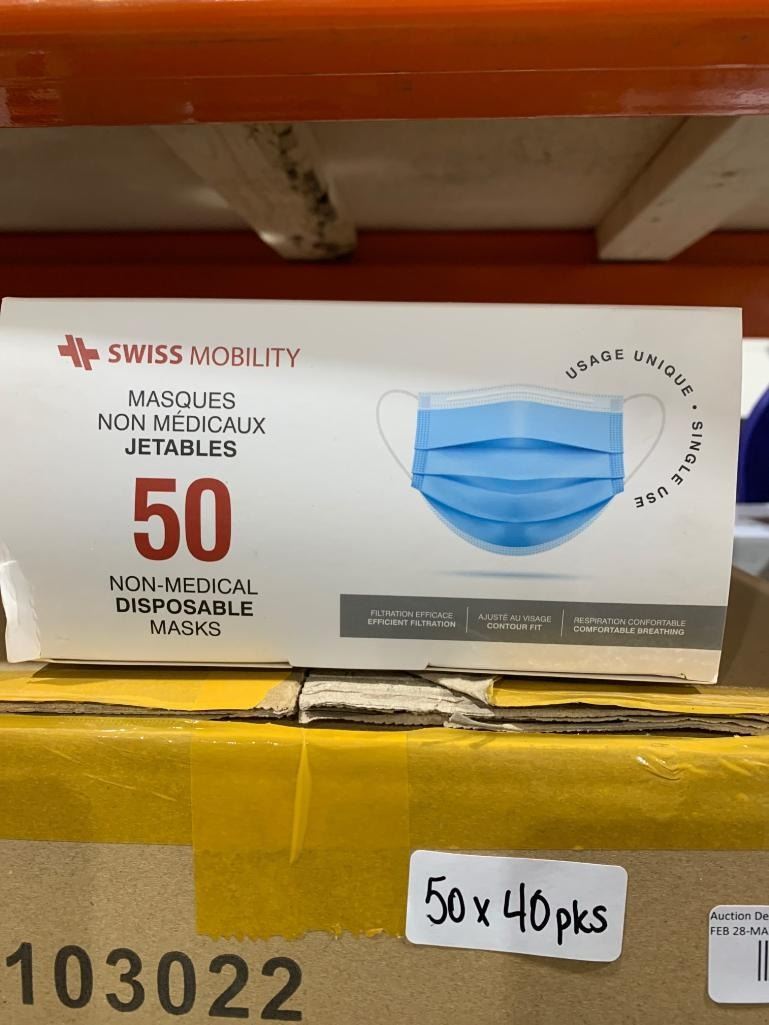 SWISS MOBILITY
MASQUES
NON MÉDICAUX
JETABLES
50
NON-MEDICAL
DISPOSABLE
MASKS
USAGE UNIQUE • SINGLE USE
FILTRATION EFFICACE
EFFICIENT FILTRATION
AJUSTÉ AU VISAGE
CONTOUR FIT
RESPIRATION CONFORTABLE
COMFORTABLE BREATHING
50 x 40 pks
Auction De
FEB 28-MA
103022